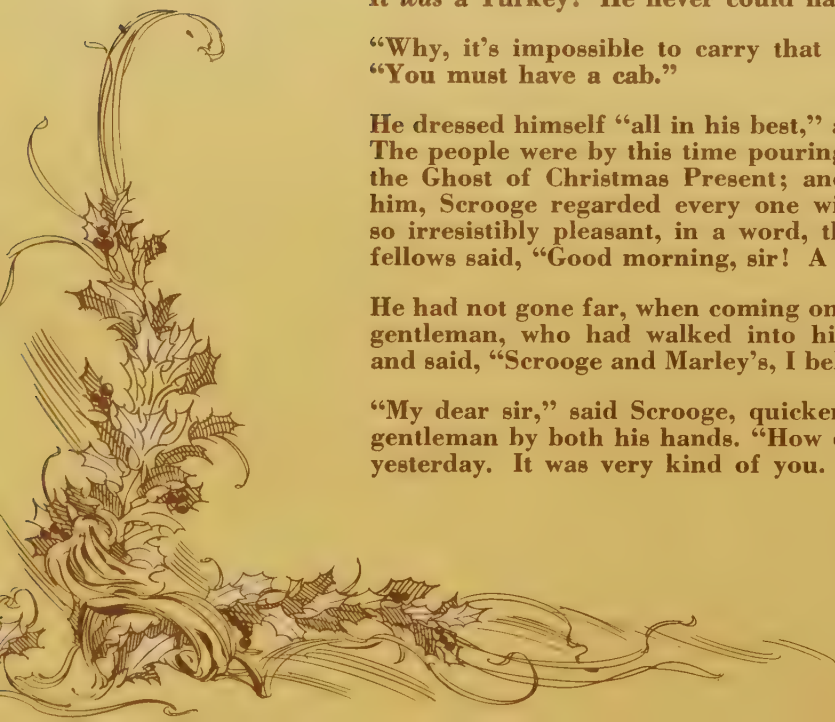 It was a Turkey! He never could ha
“Why, it's impossible to carry that
“You must have a cab.”
He dressed himself “all in his best,”
The people were by this time pouring
the Ghost of Christmas Present; and
him, Scrooge regarded every one wi
so irresistibly pleasant, in a word, th
fellows said, “Good morning, sir! A
He had not gone far, when coming on
gentleman, who had walked into hi
and said, “Scrooge and Marley's, I be
“My dear sir,” said Scrooge, quicken
gentleman by both his hands. “How
yesterday. It was very kind of you.